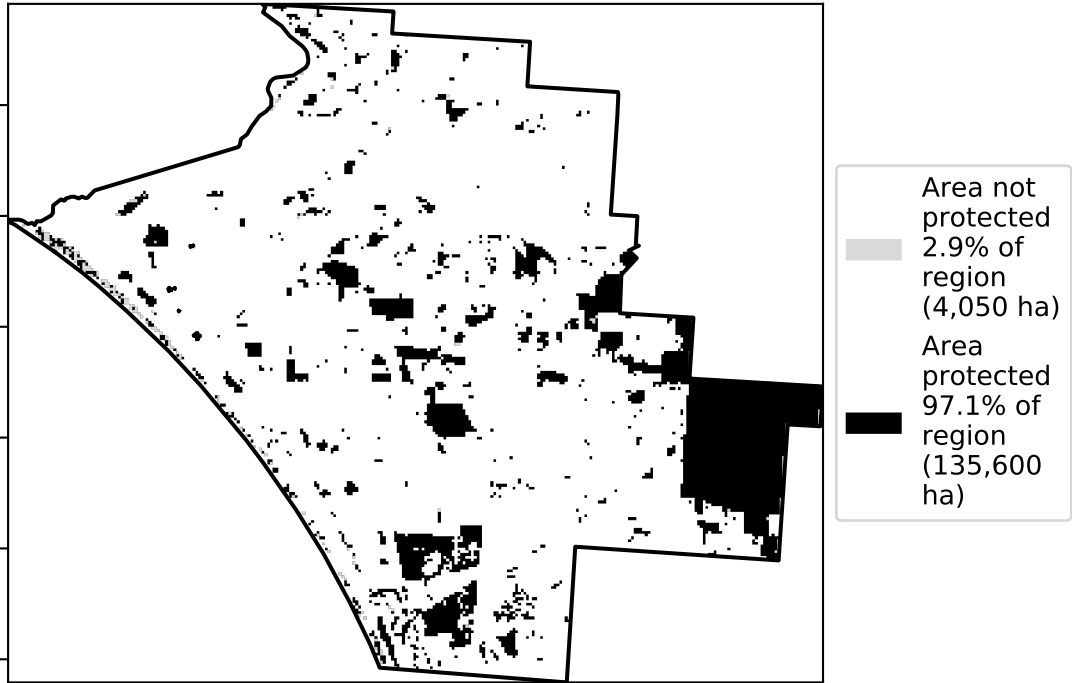 Area not
protected
2.9% of
region
(4,050 ha)
Area
protected
97.1% of
region
(135,600
ha)